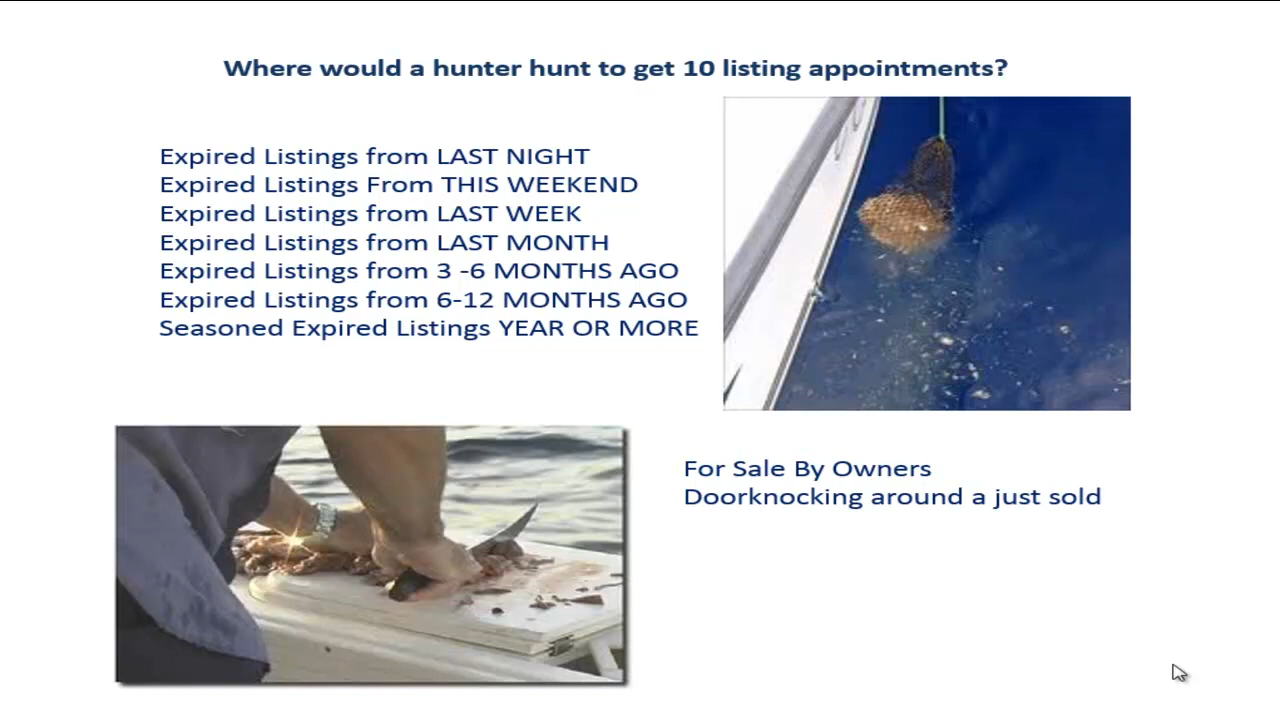 Where would a hunter hunt to get 10 listing appointments?
Expired Listings from LAST NIGHT
Expired Listings From THIS WEEKEND
Expired Listings from LAST WEEK
Expired Listings from LAST MONTH
Expired Listings from 3 -6 MONTHS AGO
Expired Listings from 6-12 MONTHS AGO
Seasoned Expired Listings YEAR OR MORE
For Sale By Owners
Doorknocking around a just sold